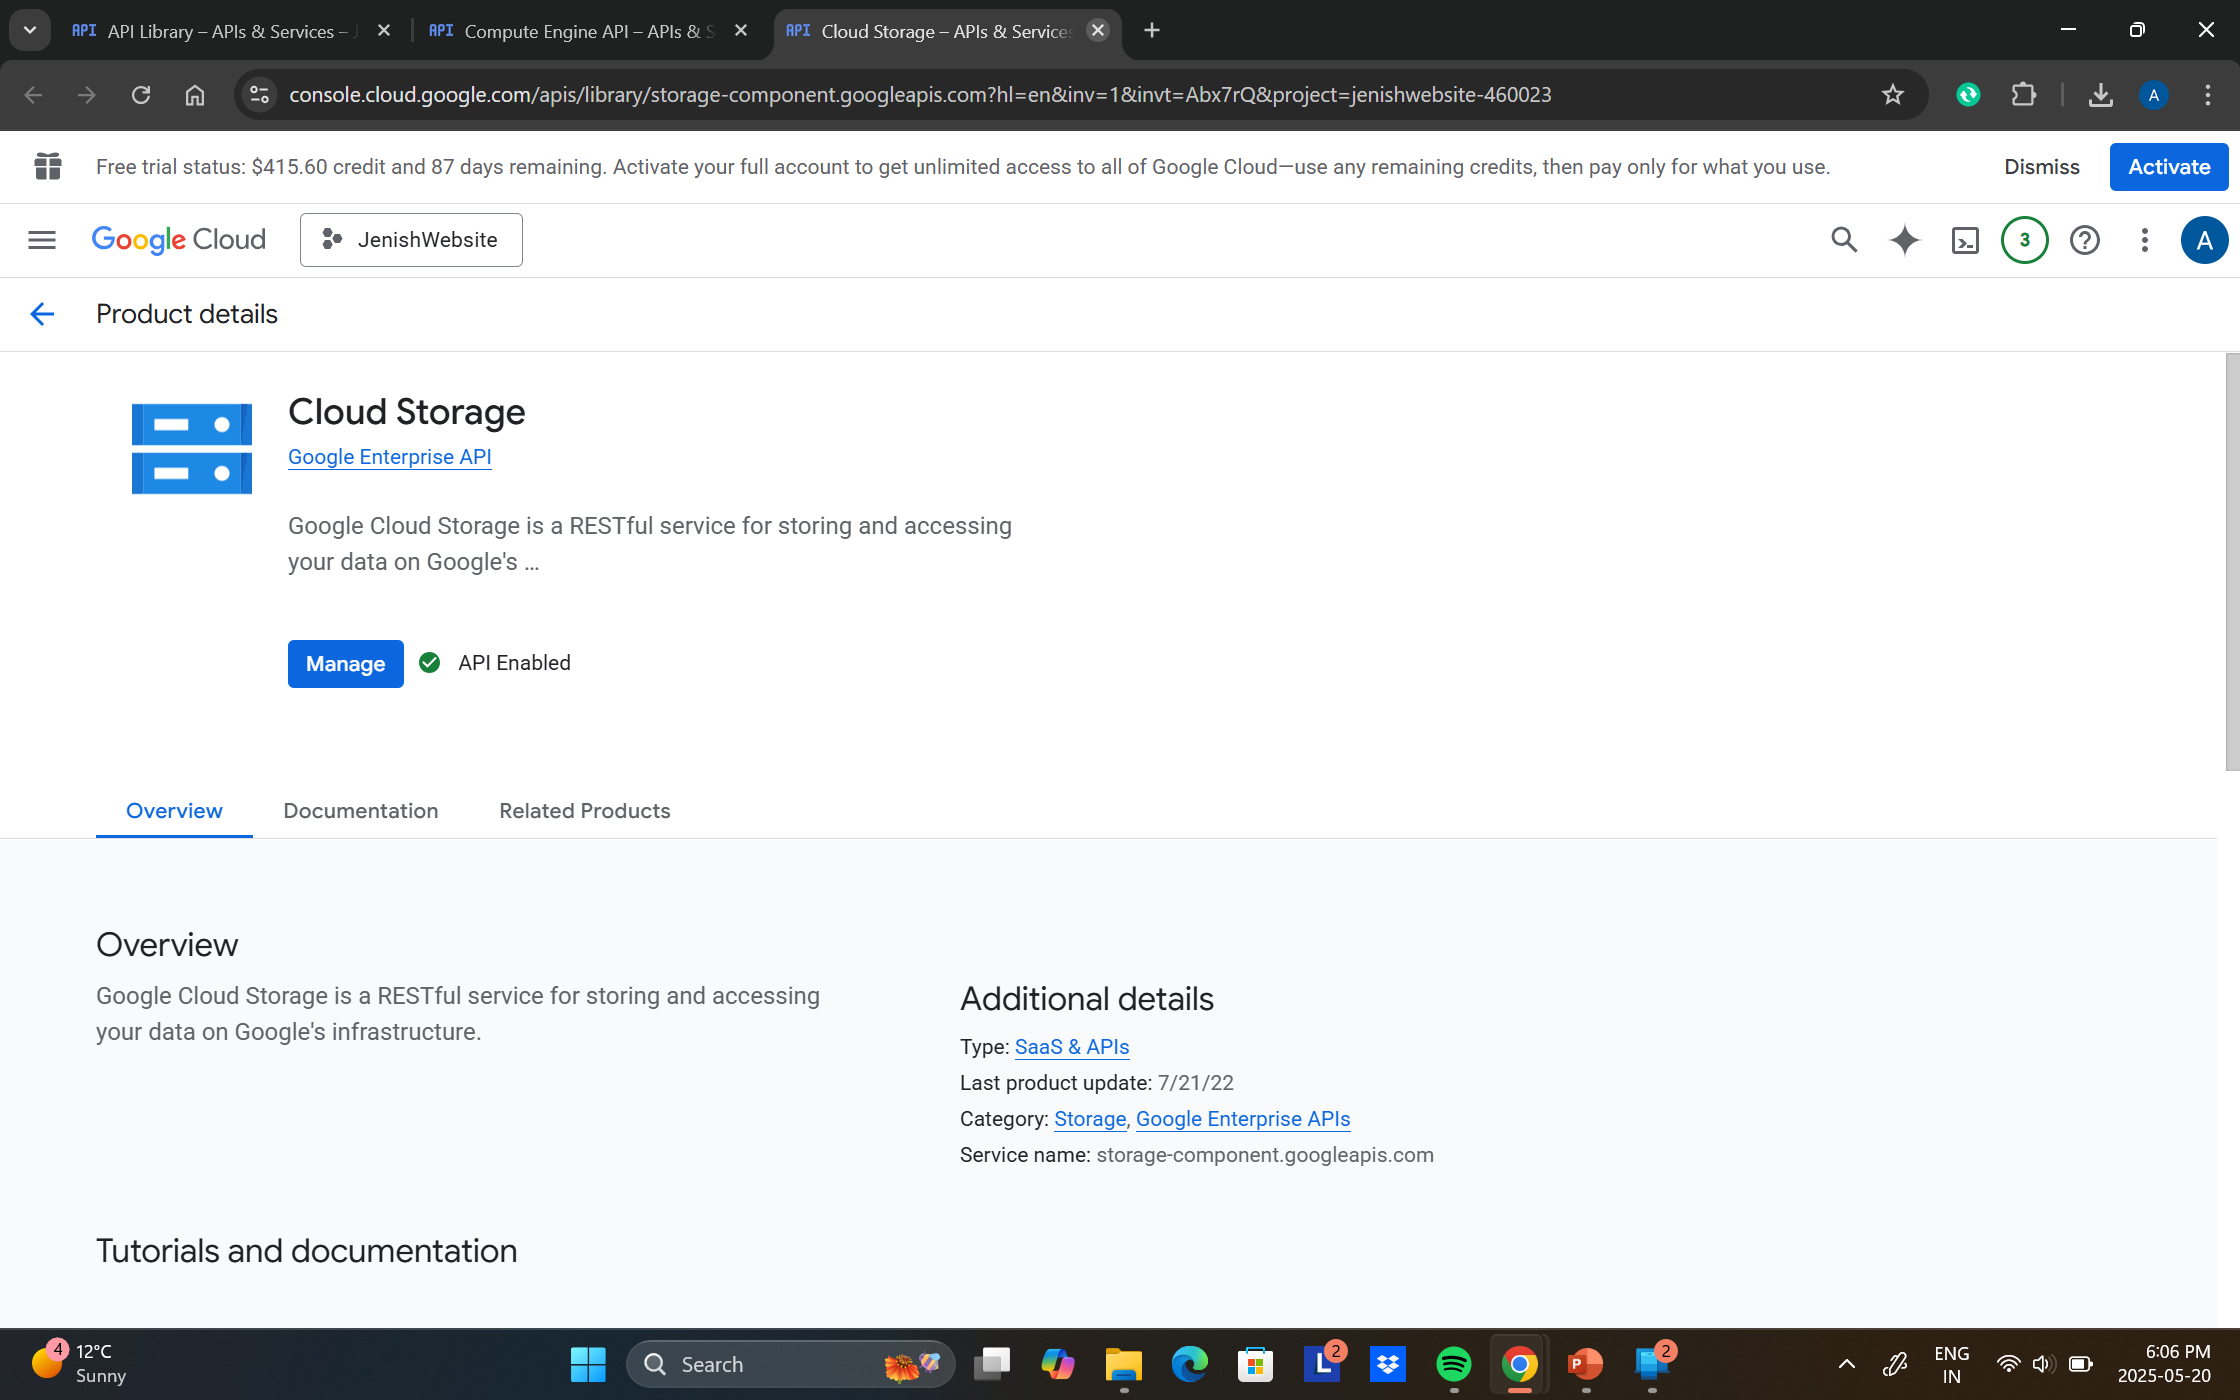 API Library – APIs & Services –
Compute Engine API – APIs &
Cloud Storage – APIs & Services
console.cloud.google.com/apis/library/storage-component.googleapis.com?hl=en&inv=1&invt=Abx7rQ&project=jenishwebsite-460023
A
Free trial status: $415.60 credit and 87 days remaining. Activate your full account to get unlimited access to all of Google Cloud—use any remaining credits, then pay only for what you use.
Dismiss
Activate
Google Cloud
JenishWebsite
3
A
Product details
Cloud Storage
Google Enterprise API
Google Cloud Storage is a RESTful service for storing and accessing
your data on Google's ...
Manage
API Enabled
Overview
Documentation
Related Products
Overview
Google Cloud Storage is a RESTful service for storing and accessing
your data on Google's infrastructure.
Additional details
Type: SaaS & APIs
Last product update: 7/21/22
Category: Storage, Google Enterprise APIs
Service name: storage-component.googleapis.com
Tutorials and documentation
4
12°C
Sunny
Search
L
2
P
2
ENG
IN
6:06 PM
2025-05-20